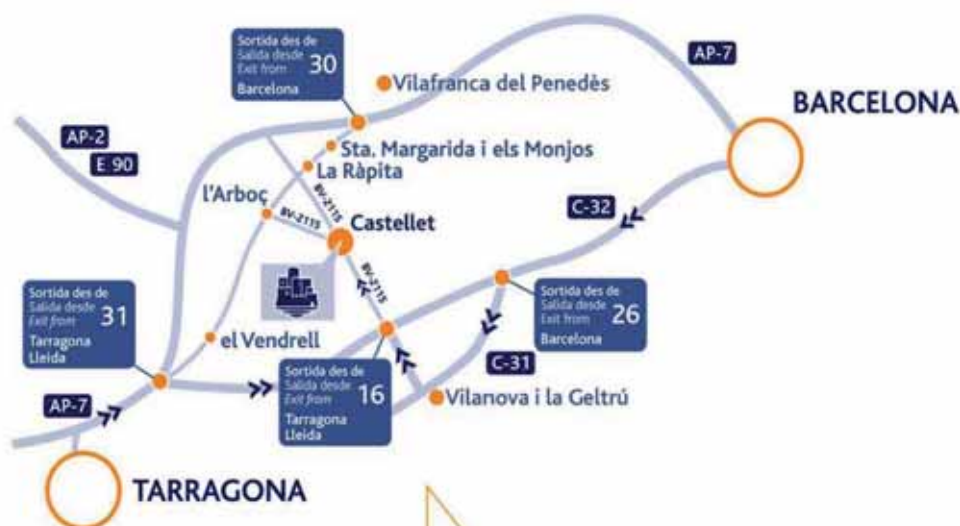 Sortida des de
Salida desde
Exit from
30
Barcelona
AP-7
Vilafranca del Penedès
BARCELONA
AP-2
E 90
Sta. Margarida i els Monjos
La Ràpita
l'Arboç
BV-2115
BV-2115
Castellet
C-32
BV-2115
Sortida des de
Salida desde
Exit from
31
Tarragona
Lleida
Sortida des de
Salida desde
Exit from
26
Barcelona
el Vendrell
Sortida des de
Salida desde
Exit from
16
Tarragona
Lleida
C-31
AP-7
Vilanova i la Geltrú
TARRAGONA